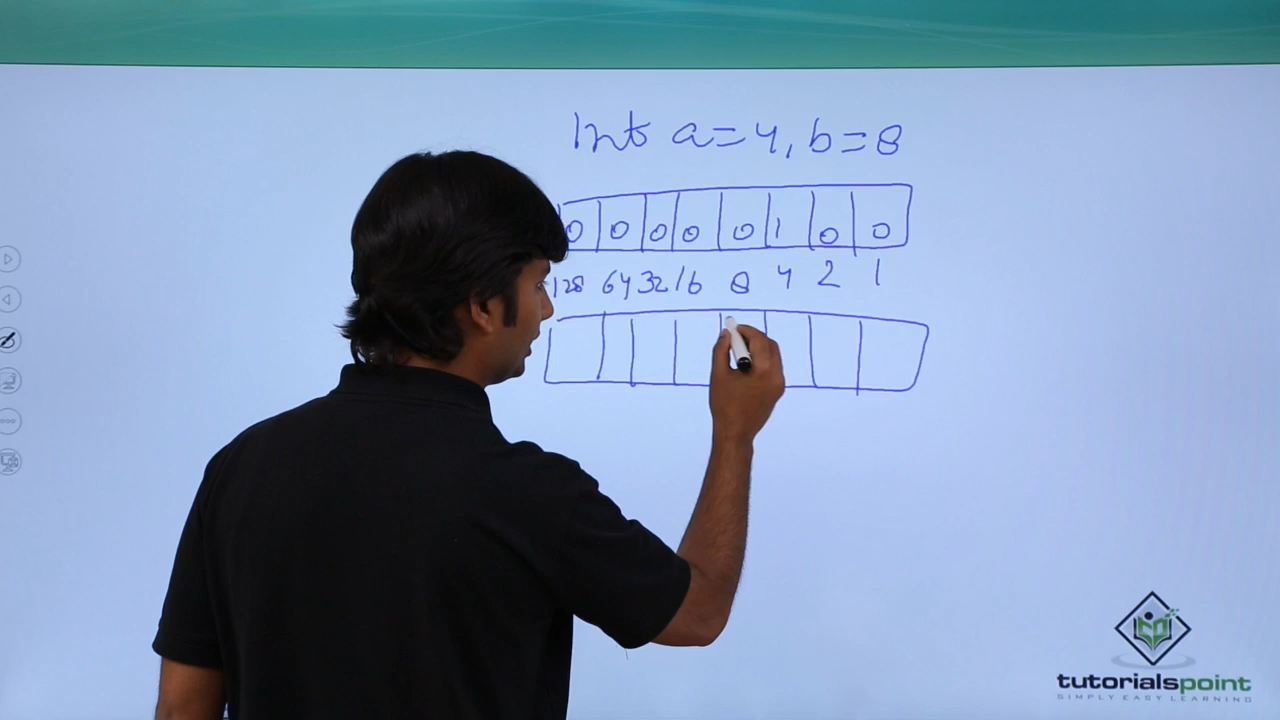 Int a=4, b=8
0 0 0 0 0 1 0 0
128 64 32 16 8 4 2 1
tutorialspoint
SIMPLY EASY LEARNING